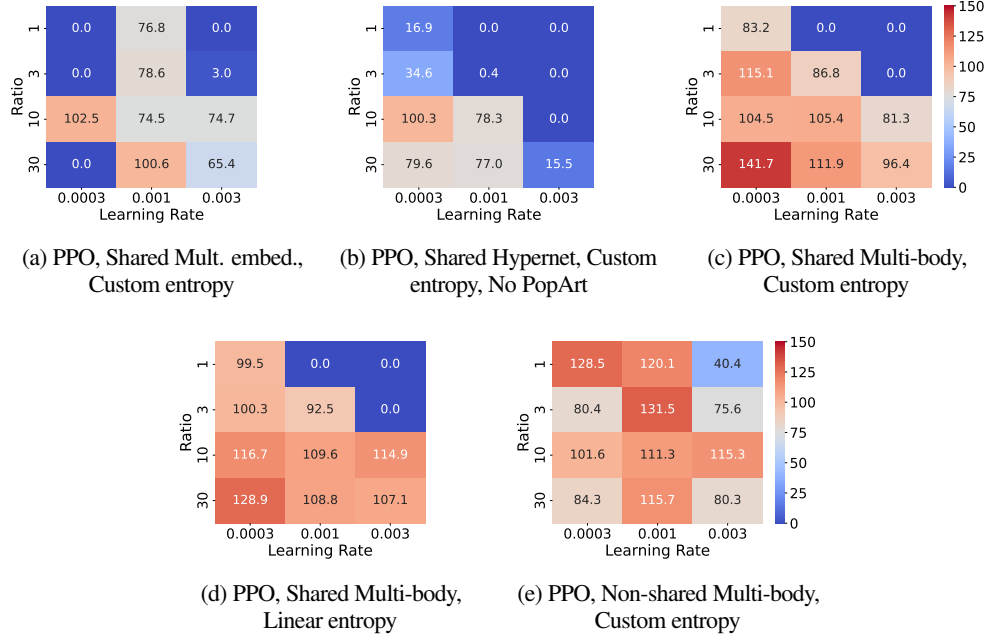 1 0.0 76.8 0.0
3 0.0 78.6 3.0
10 102.5 74.5 74.7
30 0.0 100.6 65.4
Ratio
0.0003 0.001 0.003
Learning Rate
(a) PPO, Shared Mult. embed.,
Custom entropy
1 16.9 0.0 0.0
3 34.6 0.4 0.0
10 100.3 78.3 0.0
30 79.6 77.0 15.5
Ratio
0.0003 0.001 0.003
Learning Rate
(b) PPO, Shared Hypernet, Custom
entropy, No PopArt
1 83.2 0.0 0.0
3 115.1 86.8 0.0
10 104.5 105.4 81.3
30 141.7 111.9 96.4
Ratio
0.0003 0.001 0.003
Learning Rate
150
125
100
75
50
25
0
(c) PPO, Shared Multi-body,
Custom entropy
1 99.5 0.0 0.0
3 100.3 92.5 0.0
10 116.7 109.6 114.9
30 128.9 108.8 107.1
Ratio
0.0003 0.001 0.003
Learning Rate
(d) PPO, Shared Multi-body,
Linear entropy
1 128.5 120.1 40.4
3 80.4 131.5 75.6
10 101.6 111.3 115.3
30 84.3 115.7 80.3
Ratio
0.0003 0.001 0.003
Learning Rate
150
125
100
75
50
25
0
(e) PPO, Non-shared Multi-body,
Custom entropy